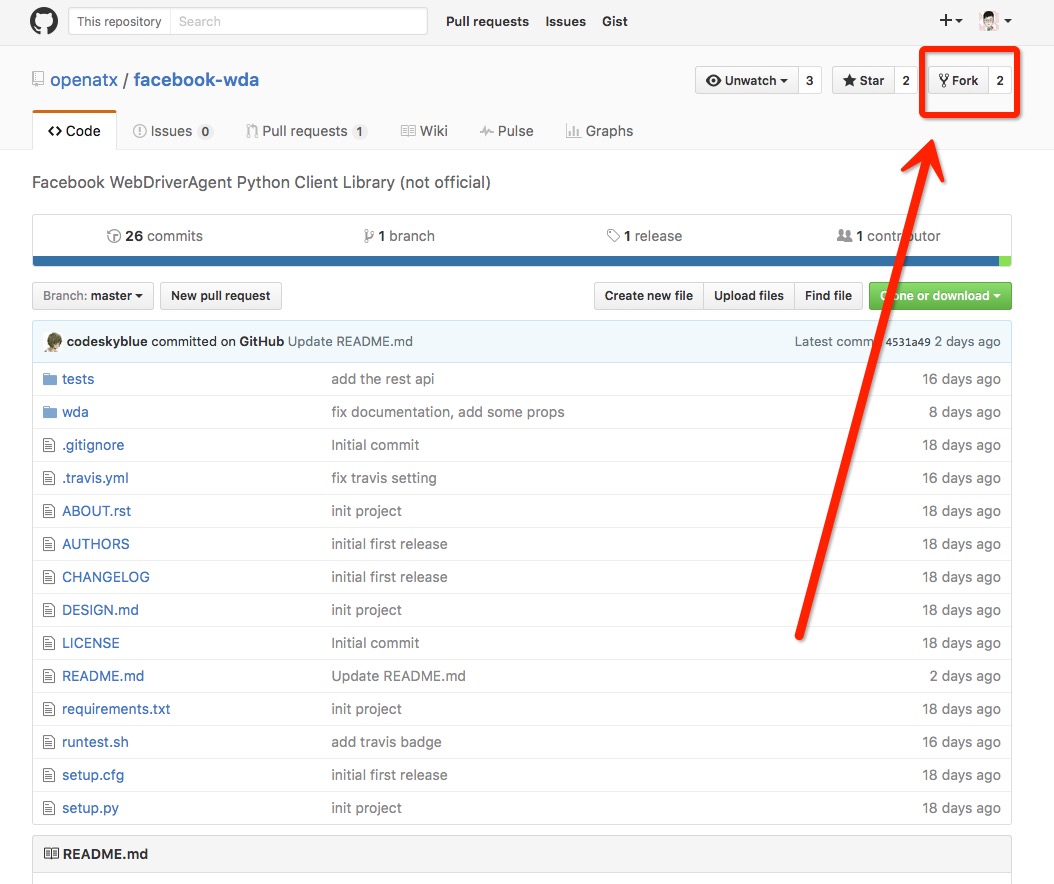 This repository Search Pull requests Issues Gist
openatx / facebook-wda Unwatch 3 Star 2 Fork 2
Code Issues 0 Pull requests 1 Wiki Pulse Graphs
Facebook WebDriverAgent Python Client Library (not official)
26 commits 1 branch 1 release 1 contributor
Branch: master New pull request Create new file Upload files Find file Clone or download
codeskyblue committed on GitHub Update README.md Latest commit 4531a49 2 days ago
tests add the rest api 16 days ago
wda fix documentation, add some props 8 days ago
.gitignore Initial commit 18 days ago
.travis.yml fix travis setting 16 days ago
ABOUT.rst init project 18 days ago
AUTHORS initial first release 18 days ago
CHANGELOG initial first release 18 days ago
DESIGN.md init project 18 days ago
LICENSE Initial commit 18 days ago
README.md Update README.md 2 days ago
requirements.txt init project 18 days ago
runtest.sh add travis badge 16 days ago
setup.cfg initial first release 18 days ago
setup.py init project 18 days ago
README.md